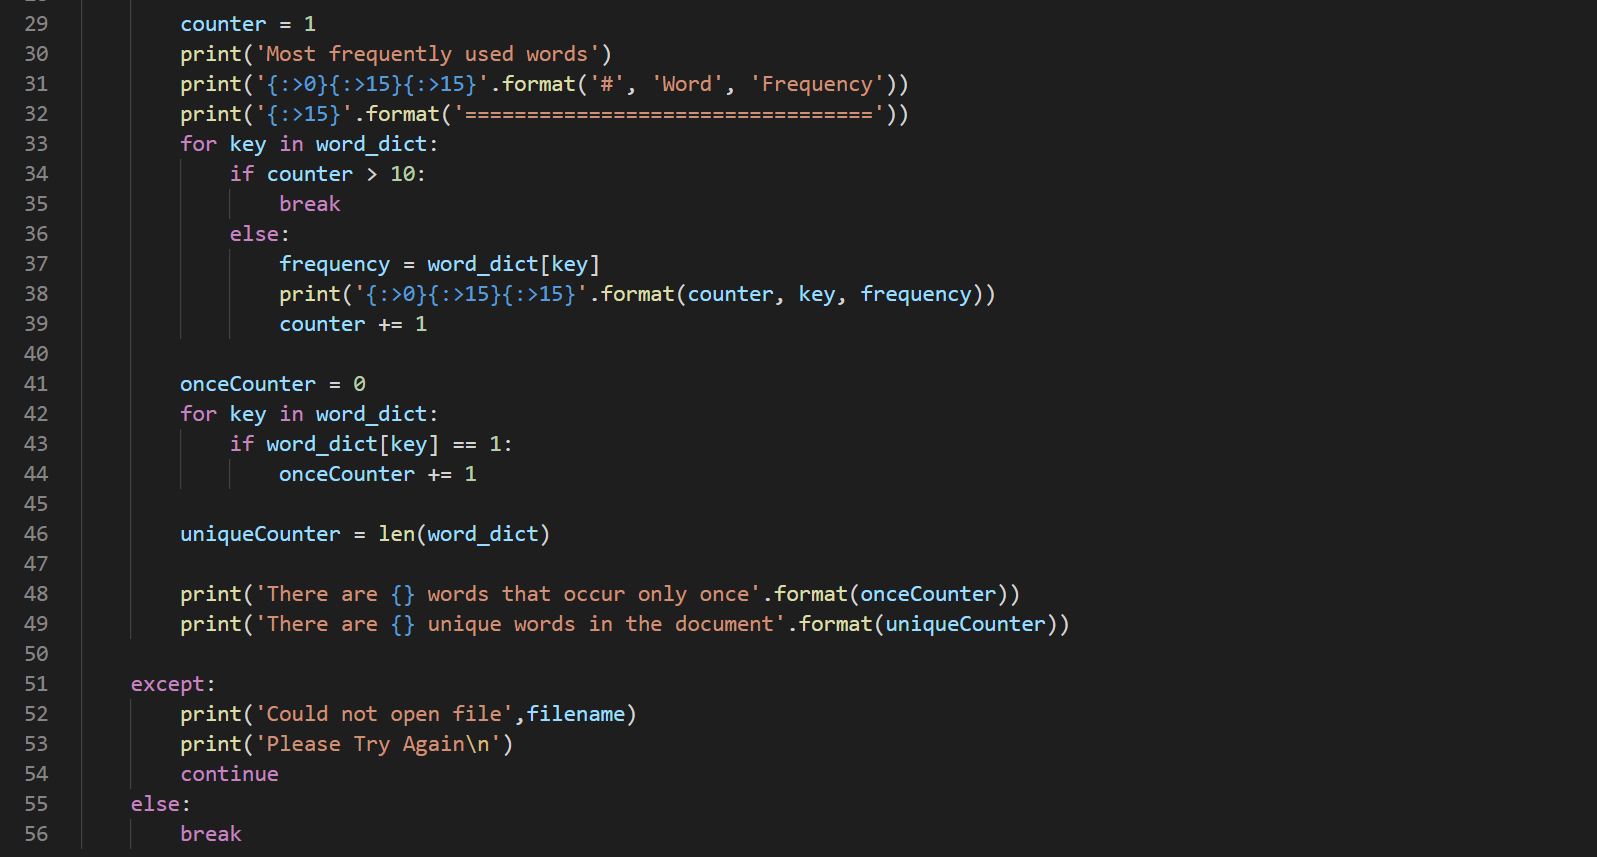 29 counter = 1
30 print('Most frequently used words')
31 print('{:>0}{:>15}{:>15}'.format('#', 'Word', 'Frequency'))
32 print('{:>15}'.format('================================='))
33 for key in word_dict:
34 if counter > 10:
35 break
36 else:
37 frequency = word_dict[key]
38 print('{:>0}{:>15}{:>15}'.format(counter, key, frequency))
39 counter += 1
40
41 onceCounter = 0
42 for key in word_dict:
43 if word_dict[key] == 1:
44 onceCounter += 1
45
46 uniqueCounter = len(word_dict)
47
48 print('There are {} words that occur only once'.format(onceCounter))
49 print('There are {} unique words in the document'.format(uniqueCounter))
50
51 except:
52 print('Could not open file',filename)
53 print('Please Try Again\n')
54 continue
55 else:
56 break